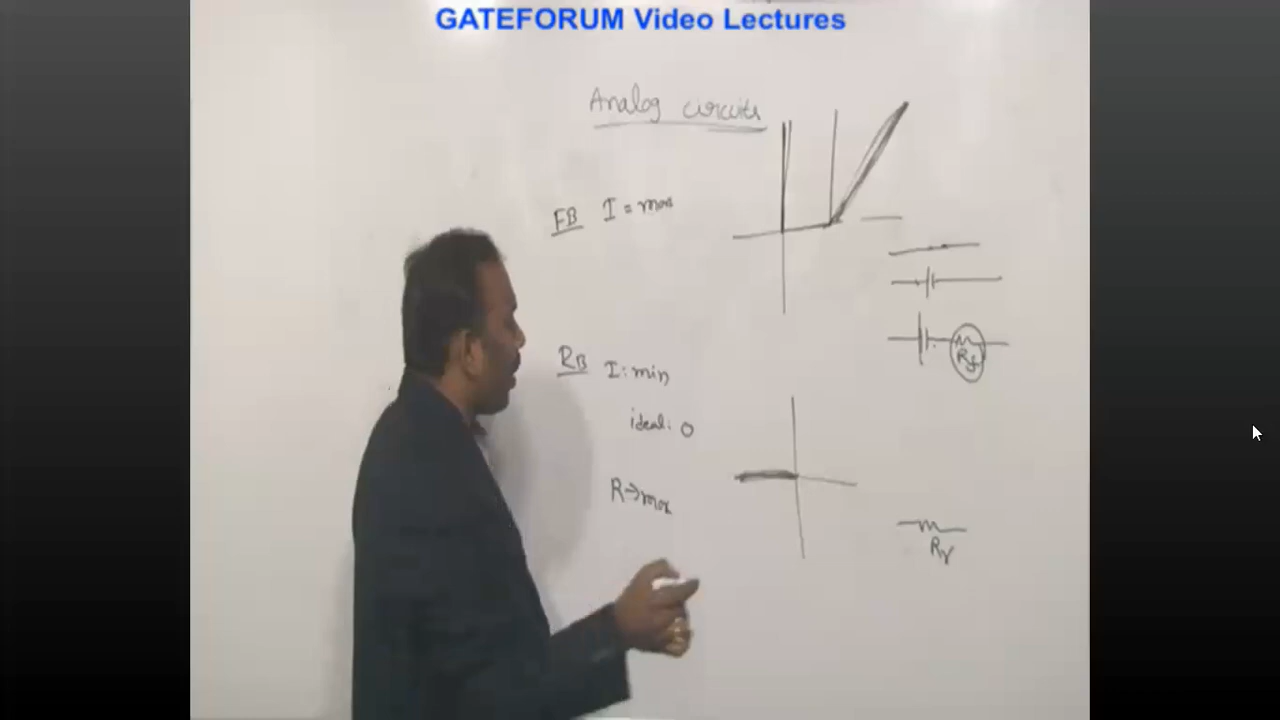 GATEFORUM Video Lectures
Analog circuits
FB I = max
Rf
RB I: min
ideal: 0
R→max
Rr